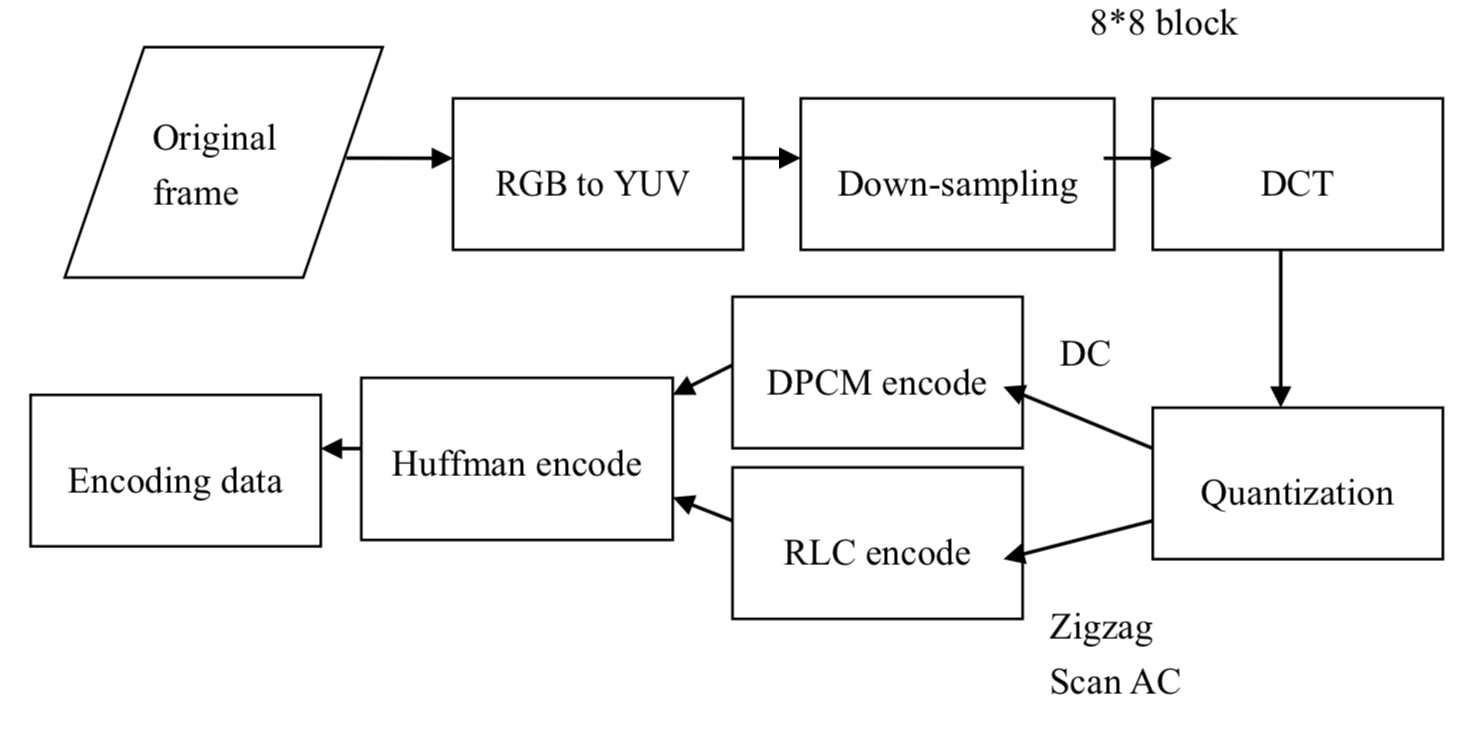 8*8 block
Original
frame
RGB to YUV
Down-sampling
DCT
DC
DPCM encode
Huffman encode
Encoding data
Quantization
RLC encode
Zigzag
Scan AC